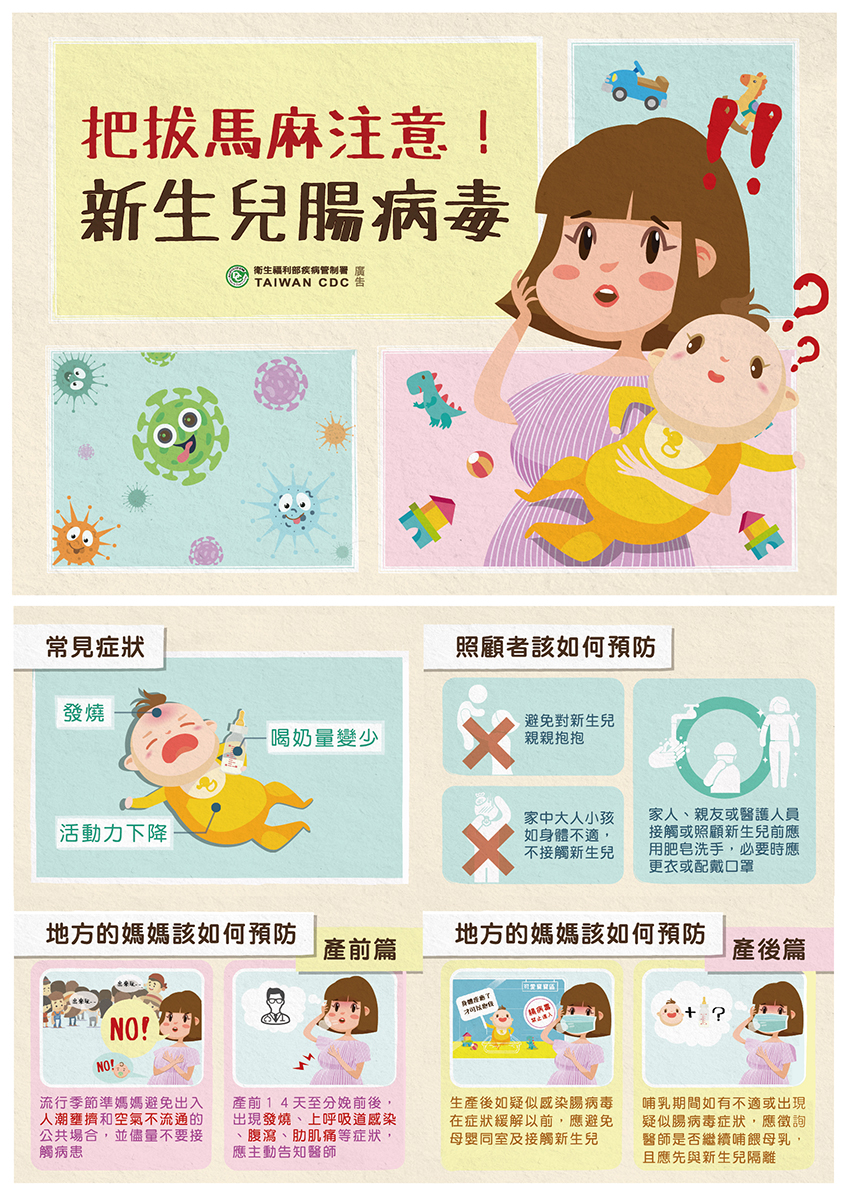 把拔馬麻注意！
新生兒腸病毒
衛生福利部疾病管制署
TAIWAN CDC
廣告
!!
??
常見症狀
發燒
喝奶量變少
活動力下降
照顧者該如何預防
避免對新生兒
親親抱抱
家中大人小孩
如身體不適，
不接觸新生兒
家人、親友或醫護人員
接觸或照顧新生兒前應
用肥皂洗手，必要時應
更衣或配戴口罩
地方的媽媽該如何預防
產前篇
NO!
NO!
流行季節準媽媽避免出入
人潮壅擠和空氣不流通的
公共場合，並儘量不要接
觸病患
產前14天至分娩前後，
出現發燒、上呼吸道感染
、腹瀉、肋肌痛等症狀，
應主動告知醫師
地方的媽媽該如何預防
產後篇
可愛寶寶區
身體康復了
才可以抱我
腸病毒
禁止進入
生產後如疑似感染腸病毒
在症狀緩解以前，應避免
母嬰同室及接觸新生兒
+
?
哺乳期間如有不適或出現
疑似腸病毒症狀，應徵詢
醫師是否繼續哺餵母乳，
且應先與新生兒隔離